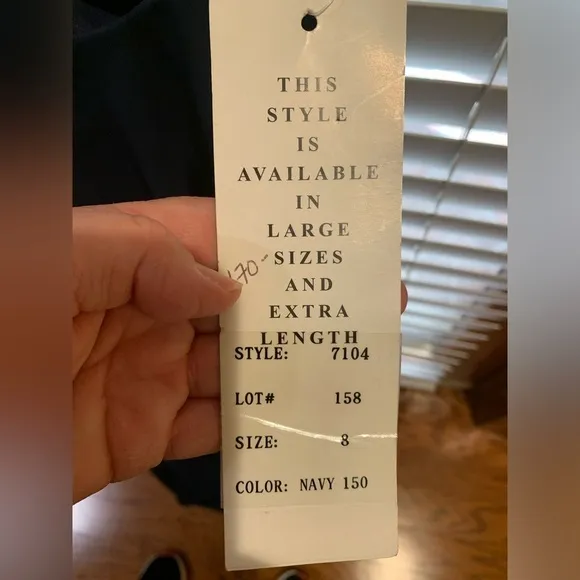 THIS
STYLE
IS
AVAILABLE
IN
LARGE
SIZES
AND
EXTRA
LENGTH
STYLE: 7104
LOT# 158
SIZE: 8
COLOR: NAVY 150